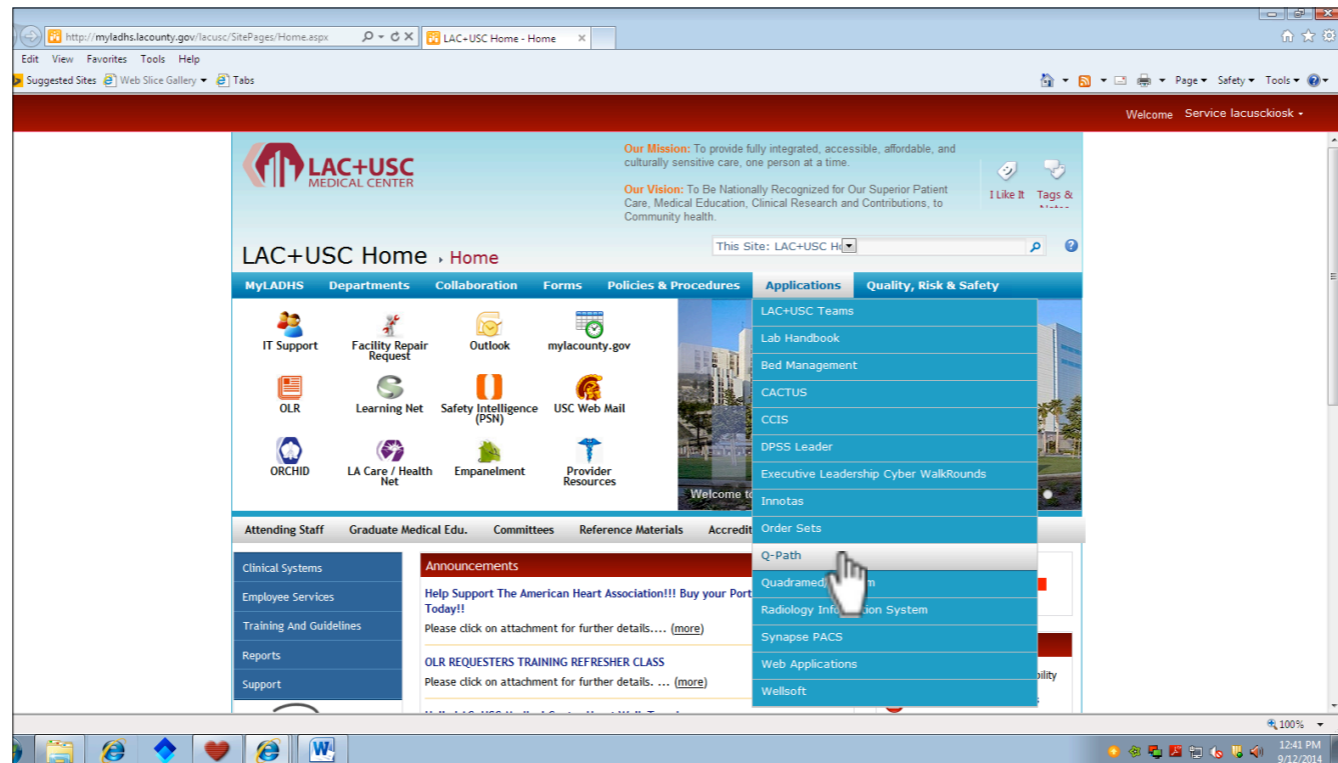 http://myladhs.lacounty.gov/lacusc/SitePages/Home.aspx
LAC+USC Home - Home
Edit View Favorites Tools Help
Suggested Sites Web Slice Gallery Tabs
Page Safety Tools
Welcome Service lacusckiosk
LAC+USC
MEDICAL CENTER
Our Mission: To provide fully integrated, accessible, affordable, and
culturally sensitive care, one person at a time.
Our Vision: To Be Nationally Recognized for Our Superior Patient
Care, Medical Education, Clinical Research and Contributions, to
Community health.
I Like It Tags &
LAC+USC Home Home
This Site: LAC+USC
MyLADHS Departments Collaboration Forms Policies & Procedures Applications Quality, Risk & Safety
IT Support
Facility Repair
Request
Outlook
mylacounty.gov
OLR
Learning Net
Safety Intelligence
(PSN)
USC Web Mail
ORCHID
LA Care / Health
Net
Empanelment
Provider
Resources
Welcome
LAC+USC Teams
Lab Handbook
Bed Management
CACTUS
CCIS
DPSS Leader
Executive Leadership Cyber WalkRounds
Innotas
Order Sets
Q-Path
Quadramed
Radiology System
Synapse PACS
Web Applications
Wellsoft
Attending Staff Graduate Medical Edu. Committees Reference Materials Accredit
Clinical Systems
Employee Services
Training And Guidelines
Reports
Support
Announcements
Help Support The American Heart Association!!! Buy your Port
Today!!
Please click on attachment for further details.... (more)
OLR REQUESTERS TRAINING REFRESHER CLASS
Please click on attachment for further details. ... (more)
bility
100%
12:41 PM
9/12/2014